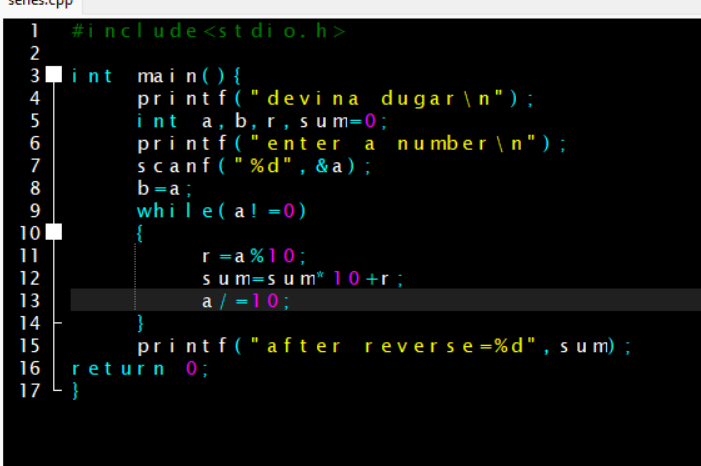 series.cpp
1 #include<stdio.h>
2
3 int main(){
4 printf("devina dugar\n");
5 int a,b,r,sum=0;
6 printf("enter a number\n");
7 scanf("%d",&a);
8 b=a;
9 while(a!=0)
10 {
11 r=a%10;
12 sum=sum*10+r;
13 a/=10;
14 }
15 printf("after reverse=%d",sum);
16 return 0;
17 }